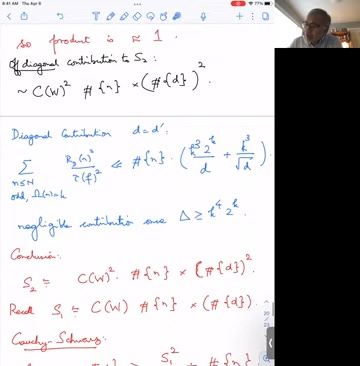 8:41 AM Thu Apr 8
77%
so product is ≈ 1.
Off diagonal contribution to S₂ :
~ C(W)² #{n} × (#{d})².
Diagonal Contribution d = d' :
∑ R₃(n)² / τ(f)² ≪ #{n} · (k³ 2ᵏ / d + k³ / √d)
n≤N
odd, Ω(n)=k
negligible contribution once Δ ≥ k⁴ 2ᵏ
Conclusion:
S₂ ≈ C(W)² · #{n} × (#{d})².
Recall S₁ ≈ C(W) #{n} × (#{d}).
Cauchy-Schwarz:
≥ S₁²